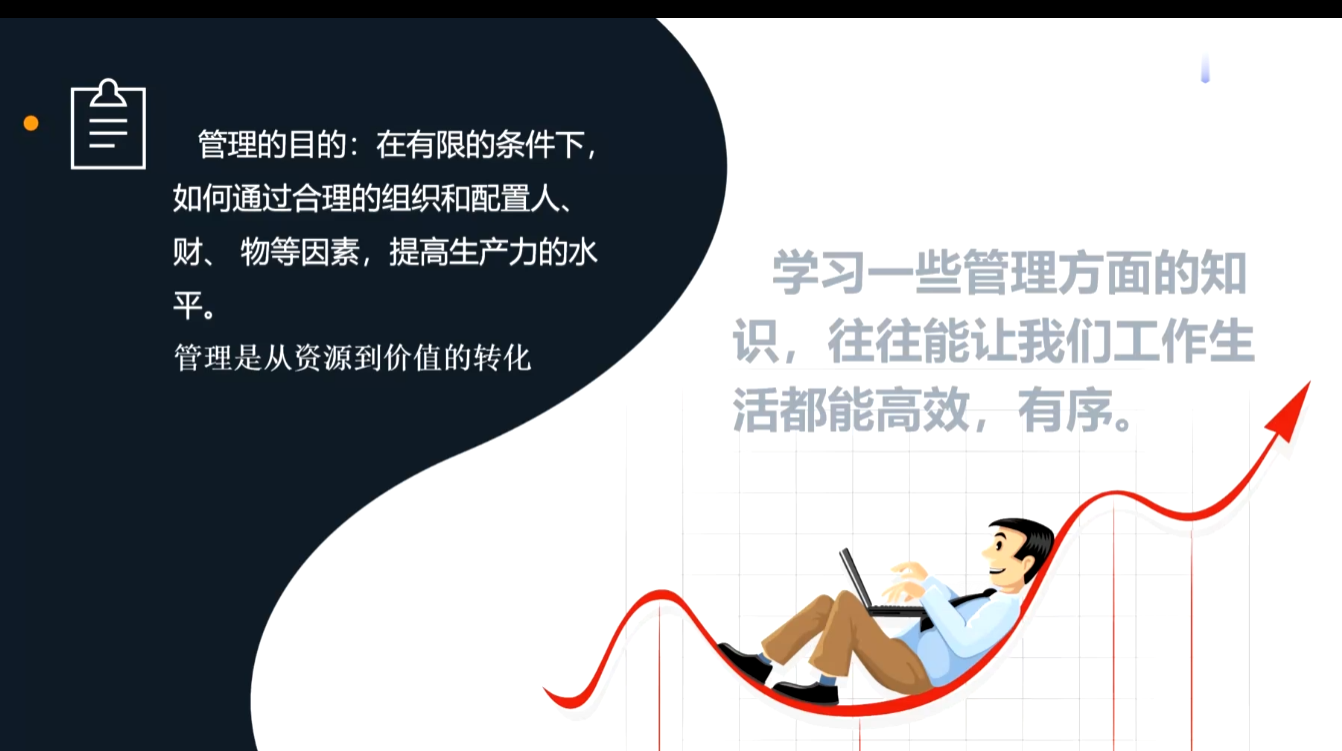 管理的目的：在有限的条件下，
如何通过合理的组织和配置人、
财、 物等因素，提高生产力的水
平。
管理是从资源到价值的转化
学习一些管理方面的知
识，往往能让我们工作生
活都能高效，有序。